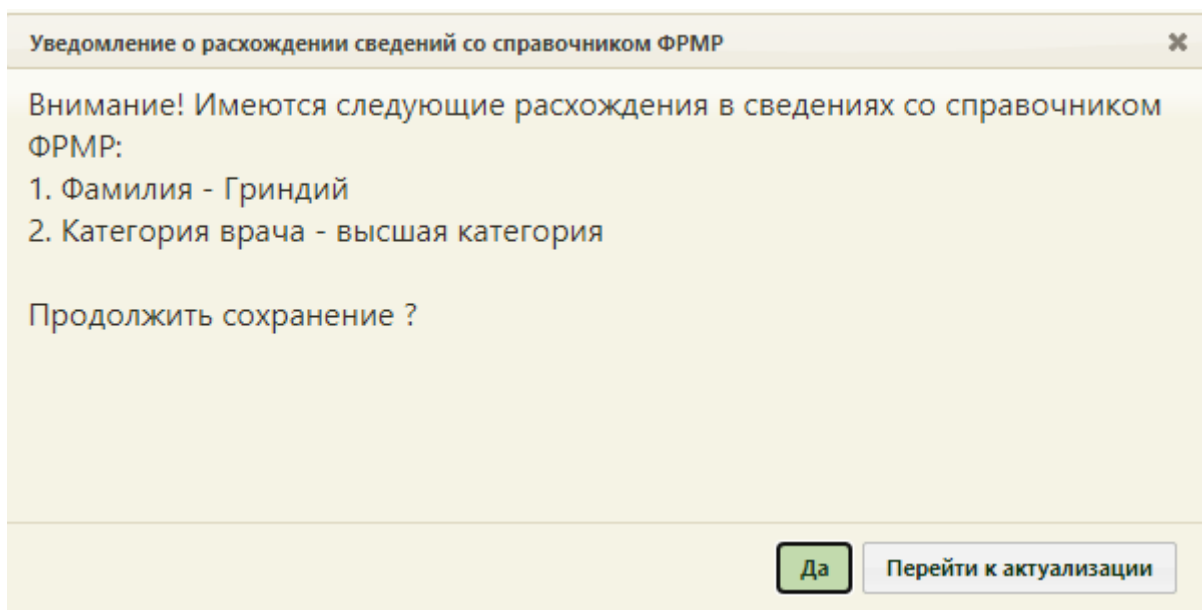 Уведомление о расхождении сведений со справочником ФРМР
Внимание! Имеются следующие расхождения в сведениях со справочником
ФРМР:
1. Фамилия - Гриндий
2. Категория врача - высшая категория
Продолжить сохранение ?
Да
Перейти к актуализации